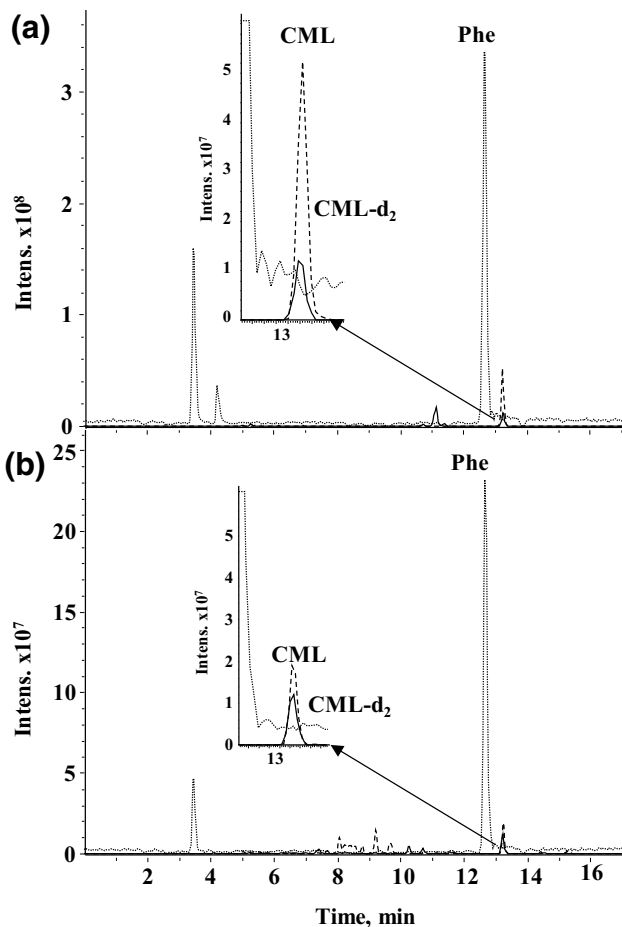 (a)
CML
Phe
3
2
1
0
Intens. x10⁸
5
4
3
2
1
0
Intens. x10⁷
CML-d₂
13
(b)
Phe
25
20
15
10
5
0
Intens. x10⁷
5
4
3
2
1
0
Intens. x10⁷
CML
CML-d₂
13
2 4 6 8 10 12 14 16
Time, min